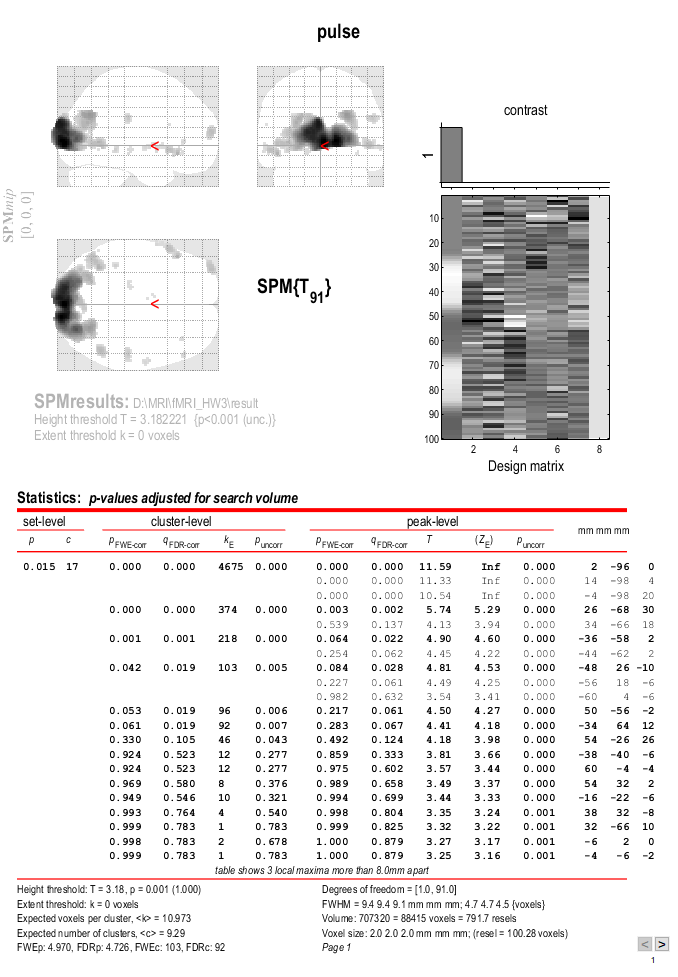 pulse
contrast
1
SPMmip
[0, 0, 0]
<
<
<
SPM{T91}
10
20
30
40
50
60
70
80
90
100
2 4 6 8
Design matrix
SPMresults: D:\MRI\fMRI_HW3\result
Height threshold T = 3.182221 {p<0.001 (unc.)}
Extent threshold k = 0 voxels
Statistics: p-values adjusted for search volume
set-level cluster-level peak-level mm mm mm
p c pFWE-corr qFDR-corr kE puncorr pFWE-corr qFDR-corr T (ZE) puncorr
0.015 17 0.000 0.000 4675 0.000 0.000 0.000 11.59 Inf 0.000 2 -96 0
0.000 0.000 11.33 Inf 0.000 14 -98 4
0.000 0.000 10.54 Inf 0.000 -4 -98 20
0.000 0.000 374 0.000 0.003 0.002 5.74 5.29 0.000 26 -68 30
0.539 0.137 4.13 3.94 0.000 34 -66 18
0.001 0.001 218 0.000 0.064 0.022 4.90 4.60 0.000 -36 -58 2
0.254 0.062 4.45 4.22 0.000 -44 -62 2
0.042 0.019 103 0.005 0.084 0.028 4.81 4.53 0.000 -48 26 -10
0.227 0.061 4.49 4.25 0.000 -56 18 -6
0.982 0.632 3.54 3.41 0.000 -60 4 -6
0.053 0.019 96 0.006 0.217 0.061 4.50 4.27 0.000 50 -56 -2
0.061 0.019 92 0.007 0.283 0.067 4.41 4.18 0.000 -34 64 12
0.330 0.105 46 0.043 0.492 0.124 4.18 3.98 0.000 54 -26 26
0.924 0.523 12 0.277 0.859 0.333 3.81 3.66 0.000 -38 -40 -6
0.924 0.523 12 0.277 0.975 0.602 3.57 3.44 0.000 60 -4 -4
0.969 0.580 8 0.376 0.989 0.658 3.49 3.37 0.000 54 32 2
0.949 0.546 10 0.321 0.994 0.699 3.44 3.33 0.000 -16 -22 -6
0.993 0.764 4 0.540 0.998 0.804 3.35 3.24 0.001 38 32 -8
0.999 0.783 1 0.783 0.999 0.825 3.32 3.22 0.001 32 -66 10
0.998 0.783 2 0.678 1.000 0.879 3.27 3.17 0.001 -6 2 0
0.999 0.783 1 0.783 1.000 0.879 3.25 3.16 0.001 -4 -6 -2
table shows 3 local maxima more than 8.0mm apart
Height threshold: T = 3.18, p = 0.001 (1.000)
Extent threshold: k = 0 voxels
Expected voxels per cluster, <k> = 10.973
Expected number of clusters, <c> = 9.29
FWEp: 4.970, FDRp: 4.726, FWEc: 103, FDRc: 92
Degrees of freedom = [1.0, 91.0]
FWHM = 9.4 9.4 9.1 mm mm mm; 4.7 4.7 4.5 {voxels}
Volume: 707320 = 88415 voxels = 791.7 resels
Voxel size: 2.0 2.0 2.0 mm mm mm; (resel = 100.28 voxels)
Page 1
< >
1